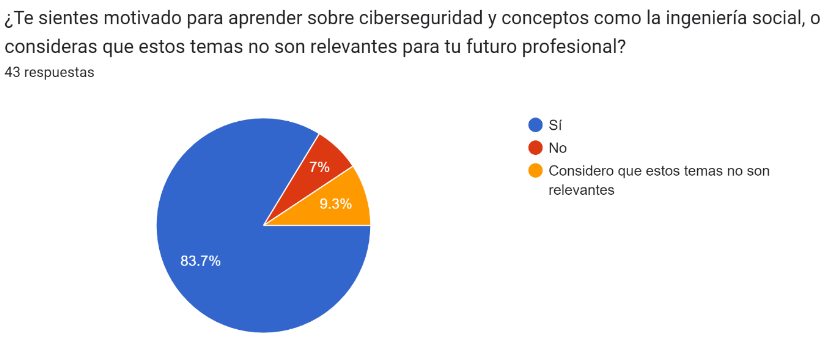 ¿Te sientes motivado para aprender sobre ciberseguridad y conceptos como la ingeniería social, o
consideras que estos temas no son relevantes para tu futuro profesional?
43 respuestas
Sí
No
Considero que estos temas no son
relevantes
7%
9.3%
83.7%